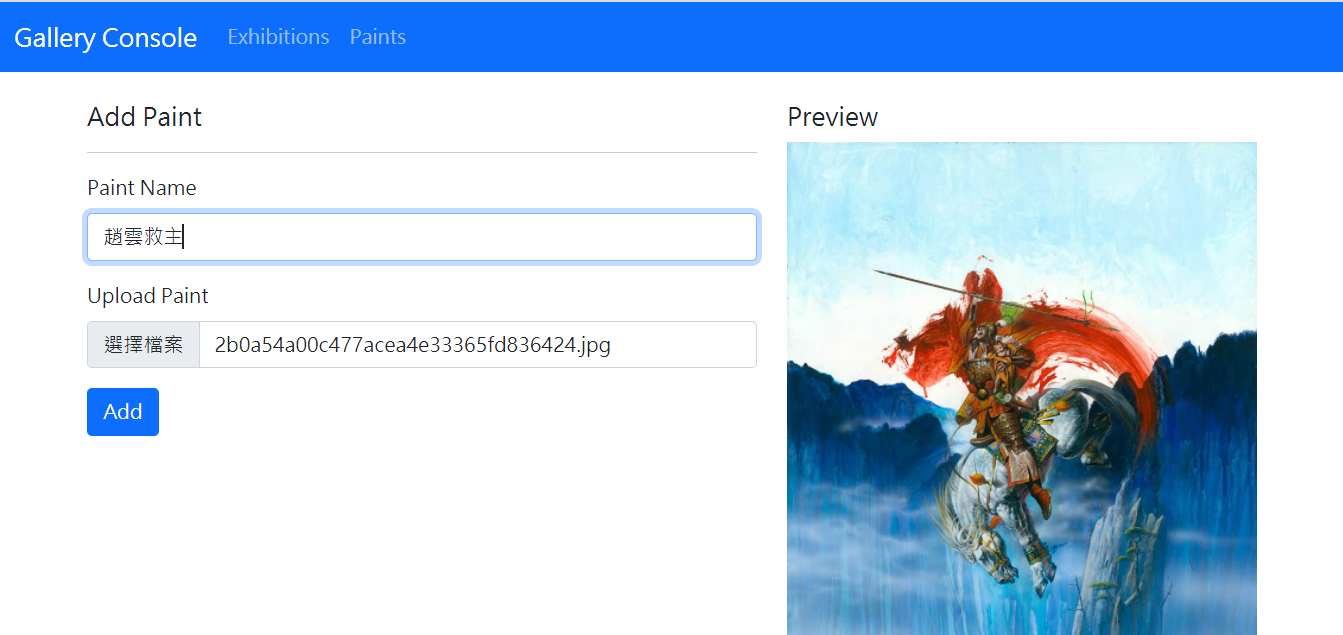 Gallery Console Exhibitions Paints
Add Paint
Paint Name
趙雲救主
Upload Paint
選擇檔案 2b0a54a00c477acea4e33365fd836424.jpg
Add
Preview